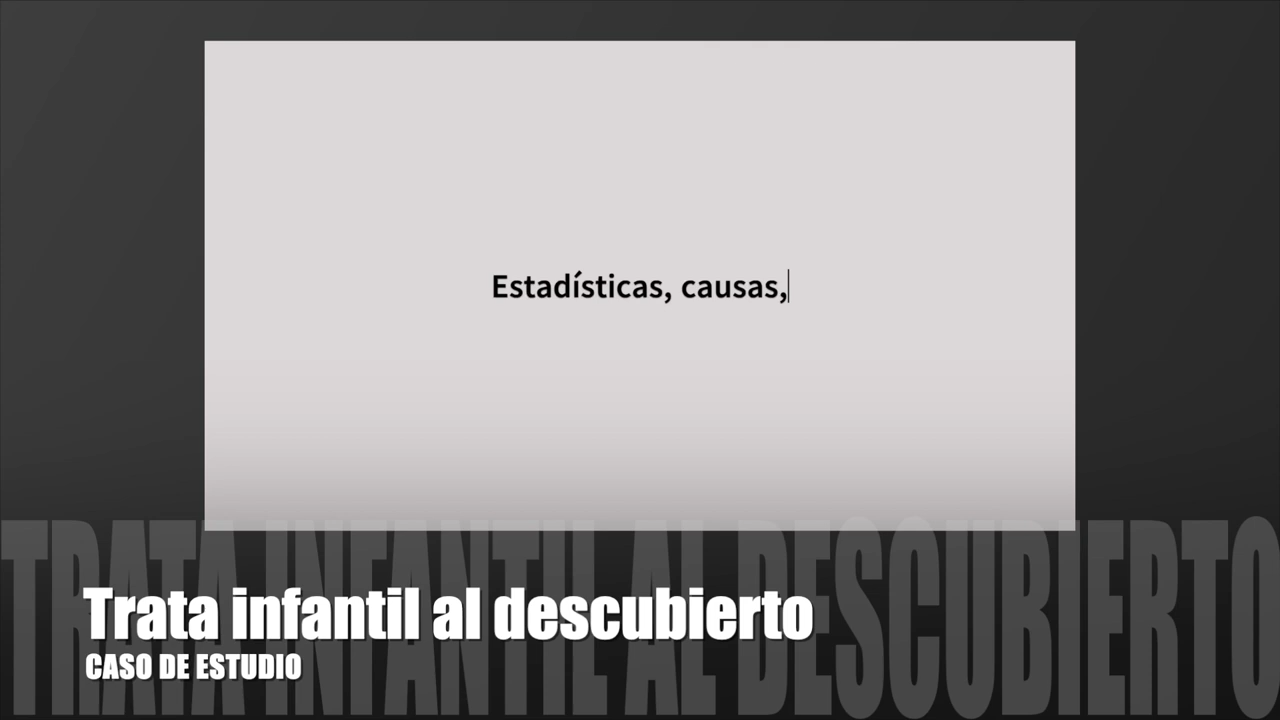 Estadísticas, causas,
TRATA INFANTIL AL DESCUBIERTO
Trata infantil al descubierto
CASO DE ESTUDIO